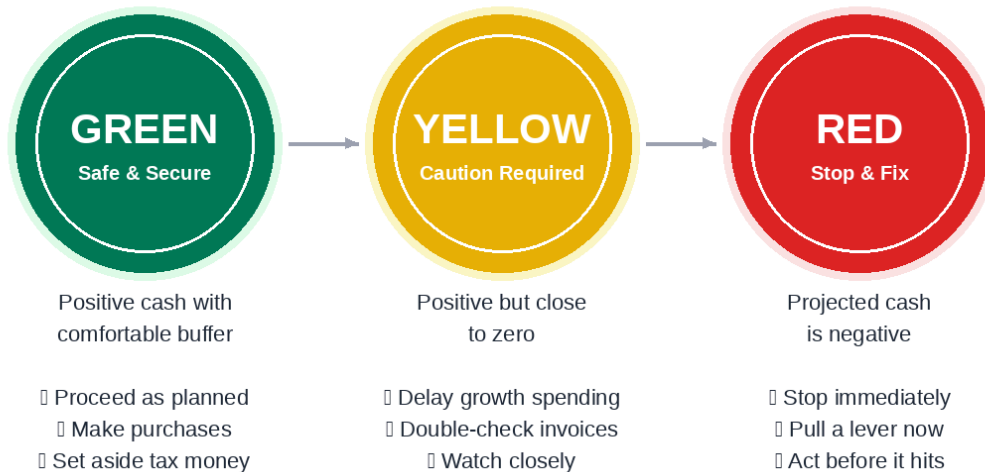 GREEN
Safe & Secure
Positive cash with
comfortable buffer
▯ Proceed as planned
▯ Make purchases
▯ Set aside tax money
YELLOW
Caution Required
Positive but close
to zero
▯ Delay growth spending
▯ Double-check invoices
▯ Watch closely
RED
Stop & Fix
Projected cash
is negative
▯ Stop immediately
▯ Pull a lever now
▯ Act before it hits